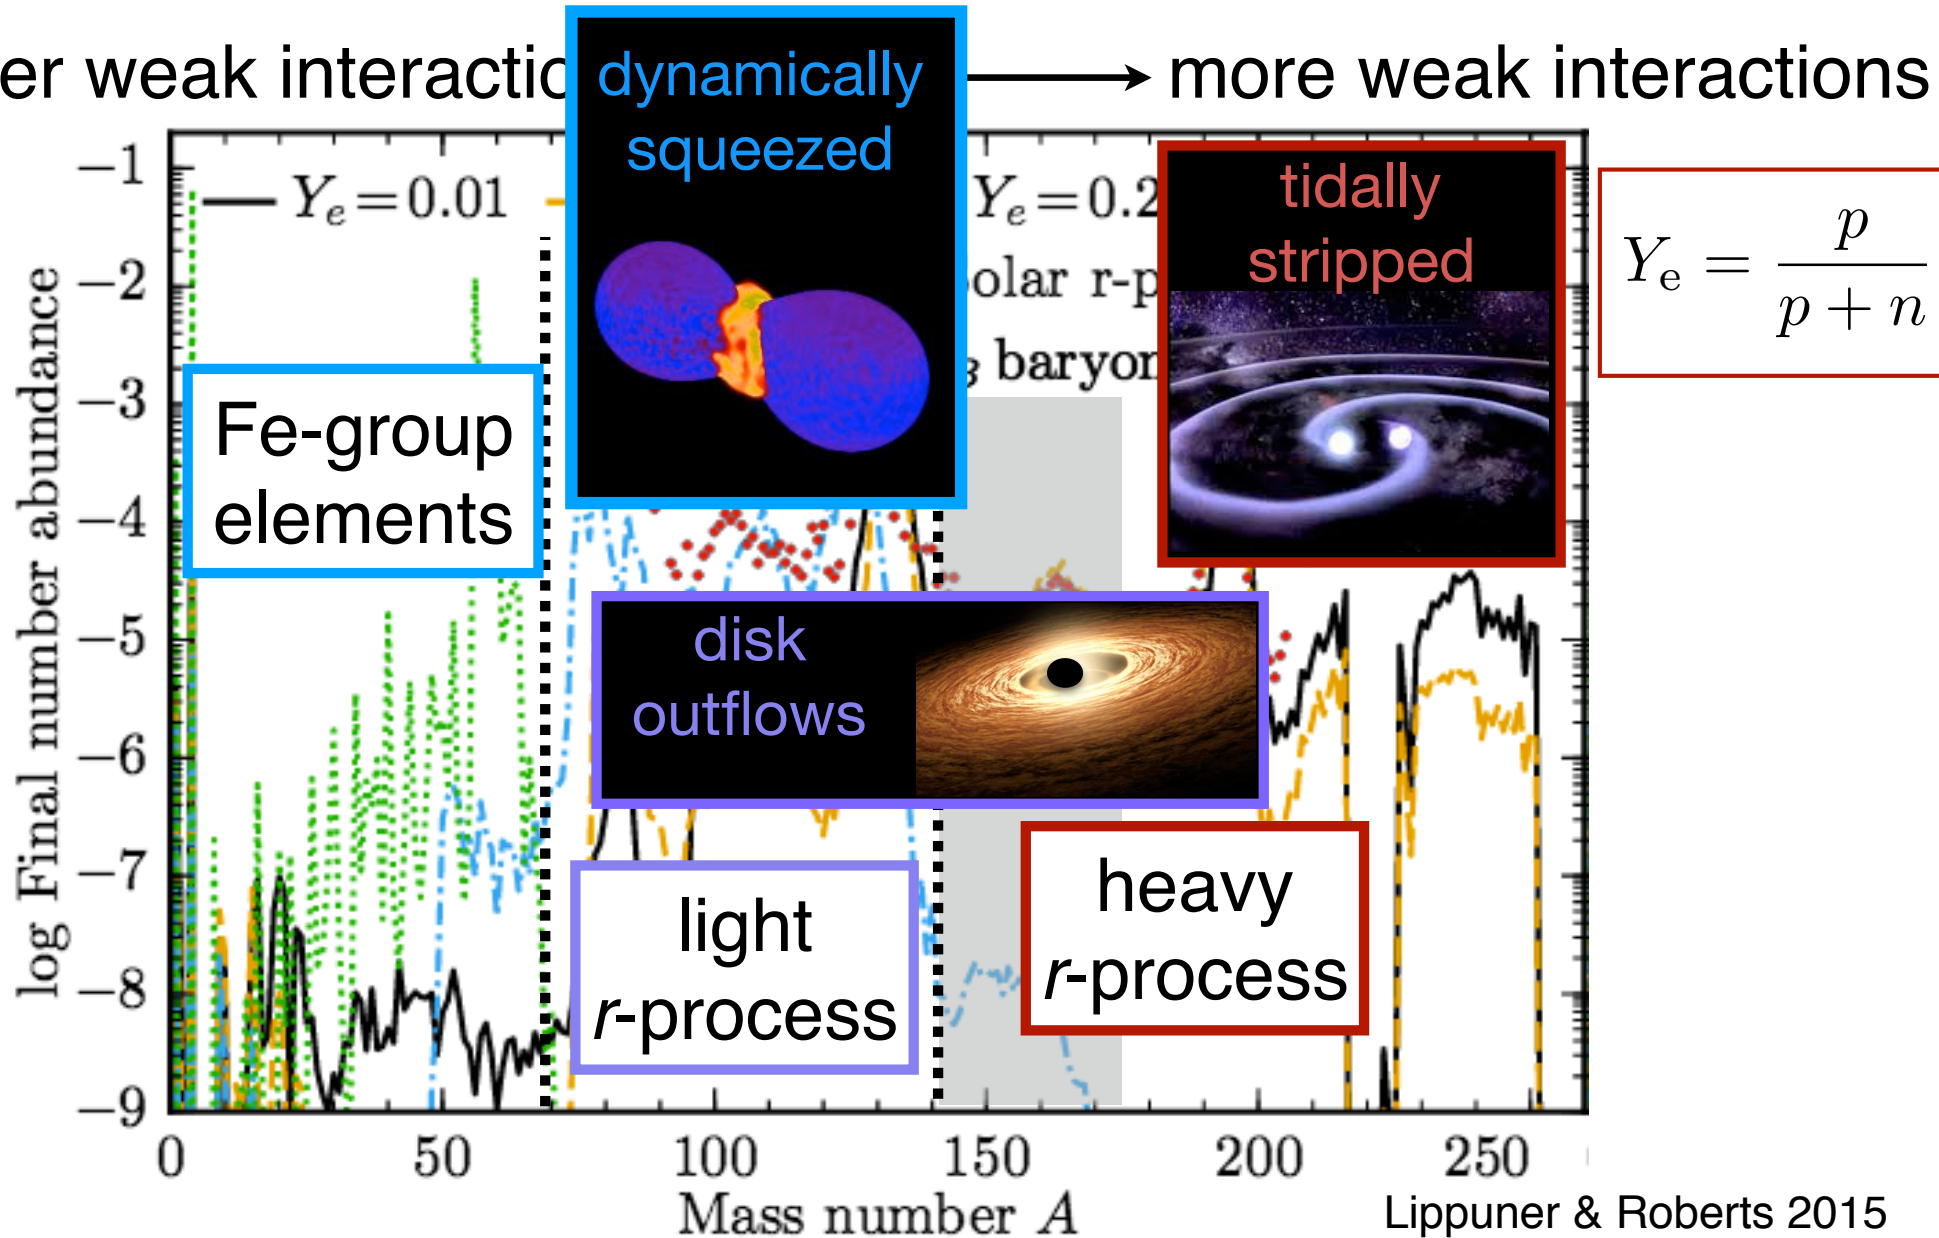 er weak interactio
more weak interactions
dynamically
squeezed
tidally
stripped
Y_e = p / (p + n)
Y_e = 0.01
Y_e = 0.2
olar r-p
baryon
Fe-group
elements
disk
outflows
light
r-process
heavy
r-process
log Final number abundance
−1
−2
−3
−4
−5
−6
−7
−8
−9
0 50 100 150 200 250
Mass number A
Lippuner & Roberts 2015